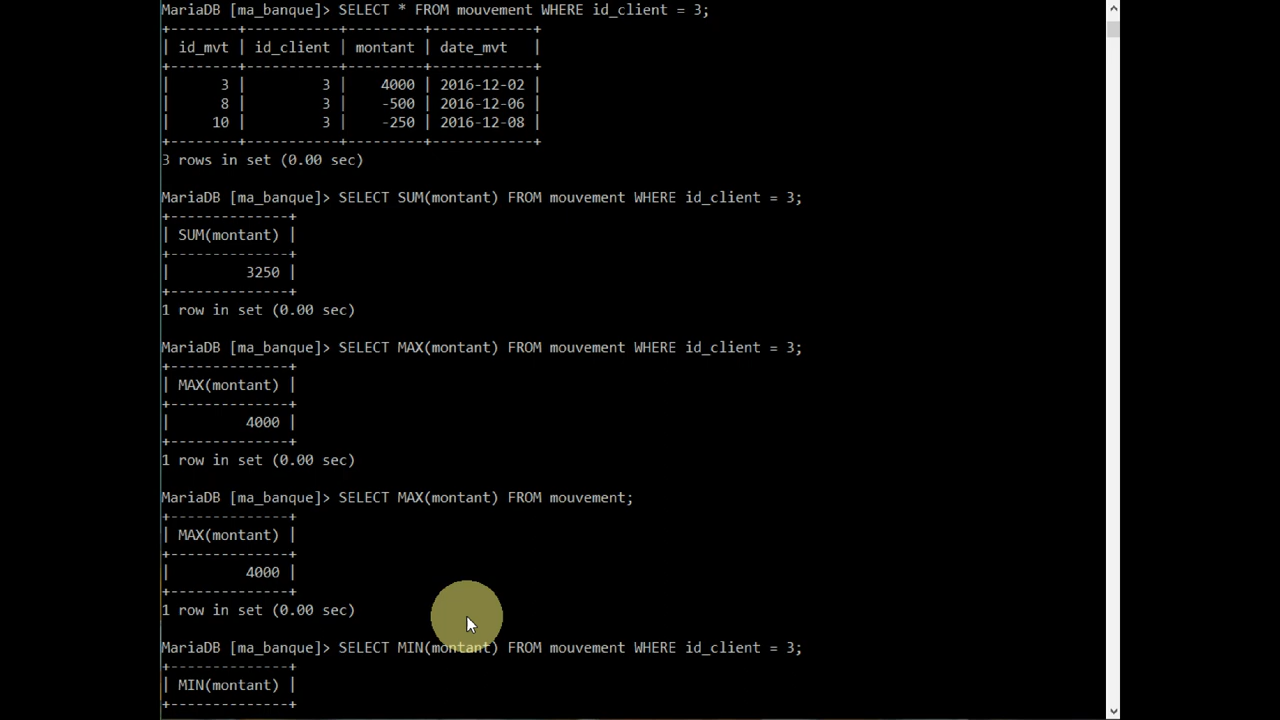 MariaDB [ma_banque]> SELECT * FROM mouvement WHERE id_client = 3;
+--------+-----------+---------+------------+
| id_mvt | id_client | montant | date_mvt   |
+--------+-----------+---------+------------+
|      3 |         3 |    4000 | 2016-12-02 |
|      8 |         3 |    -500 | 2016-12-06 |
|     10 |         3 |    -250 | 2016-12-08 |
+--------+-----------+---------+------------+
3 rows in set (0.00 sec)
MariaDB [ma_banque]> SELECT SUM(montant) FROM mouvement WHERE id_client = 3;
+--------------+
| SUM(montant) |
+--------------+
|         3250 |
+--------------+
1 row in set (0.00 sec)
MariaDB [ma_banque]> SELECT MAX(montant) FROM mouvement WHERE id_client = 3;
+--------------+
| MAX(montant) |
+--------------+
|         4000 |
+--------------+
1 row in set (0.00 sec)
MariaDB [ma_banque]> SELECT MAX(montant) FROM mouvement;
+--------------+
| MAX(montant) |
+--------------+
|         4000 |
+--------------+
1 row in set (0.00 sec)
MariaDB [ma_banque]> SELECT MIN(montant) FROM mouvement WHERE id_client = 3;
+--------------+
| MIN(montant) |
+--------------+